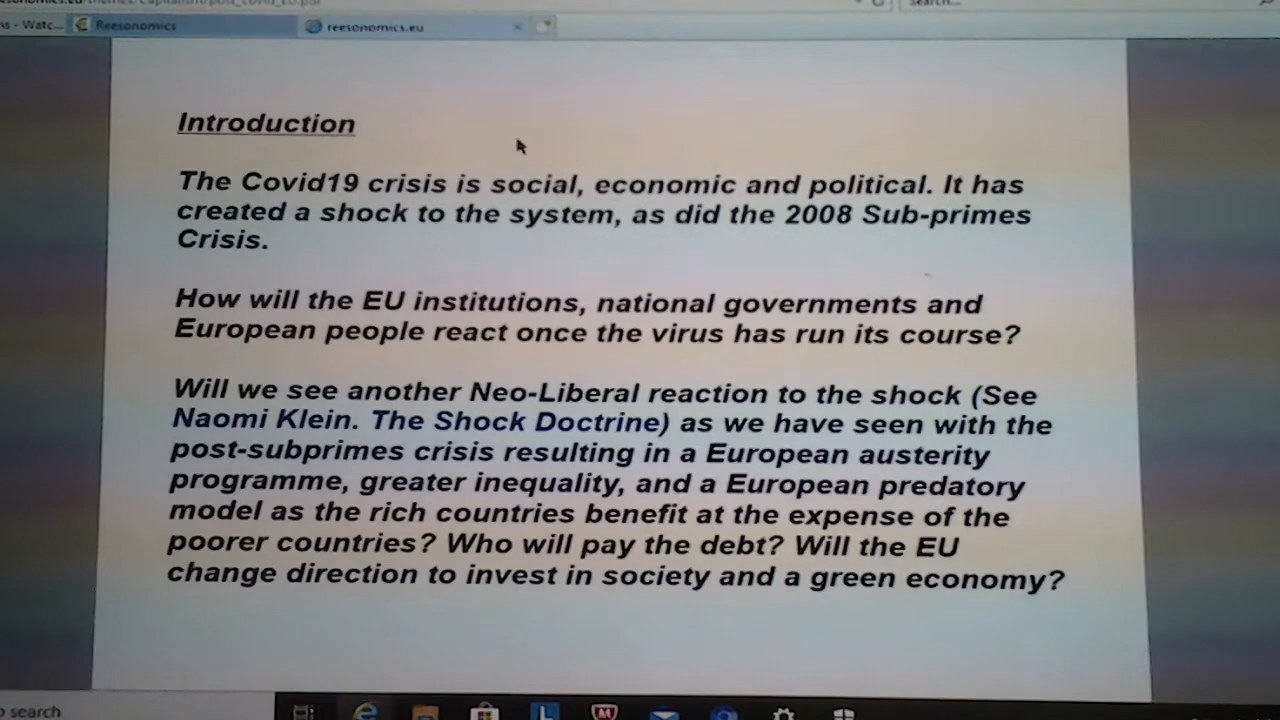 ns - Watc...
Reesonomics
reesonomics.eu
Search...
Introduction
The Covid19 crisis is social, economic and political. It has
created a shock to the system, as did the 2008 Sub-primes
Crisis.
How will the EU institutions, national governments and
European people react once the virus has run its course?
Will we see another Neo-Liberal reaction to the shock (See
Naomi Klein. The Shock Doctrine) as we have seen with the
post-subprimes crisis resulting in a European austerity
programme, greater inequality, and a European predatory
model as the rich countries benefit at the expense of the
poorer countries? Who will pay the debt? Will the EU
change direction to invest in society and a green economy?
o search